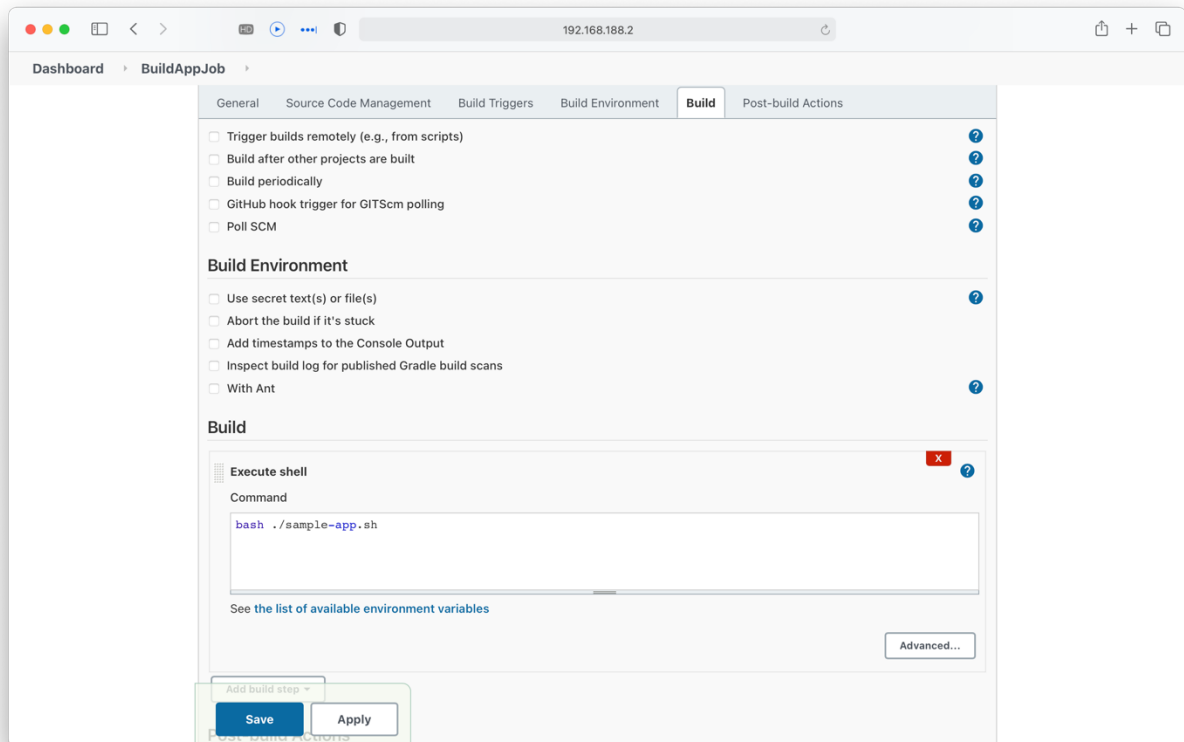 HD
192.168.188.2
Dashboard BuildAppJob
General Source Code Management Build Triggers Build Environment Build Post-build Actions
Trigger builds remotely (e.g., from scripts) ?
Build after other projects are built ?
Build periodically ?
GitHub hook trigger for GITScm polling ?
Poll SCM ?
Build Environment
Use secret text(s) or file(s) ?
Abort the build if it's stuck
Add timestamps to the Console Output
Inspect build log for published Gradle build scans
With Ant ?
Build
X
Execute shell ?
Command
bash ./sample-app.sh
See the list of available environment variables
Advanced...
Add build step
Save Apply
Post-build Actions